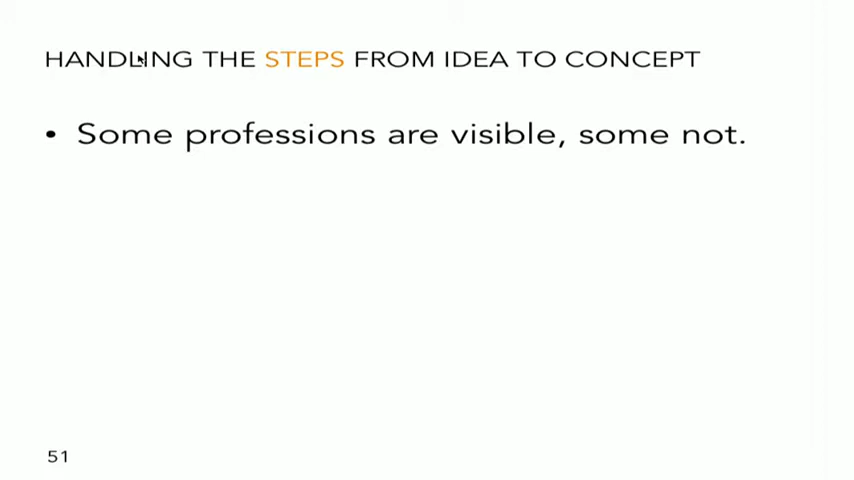 HANDLING THE STEPS FROM IDEA TO CONCEPT
• Some professions are visible, some not.
51